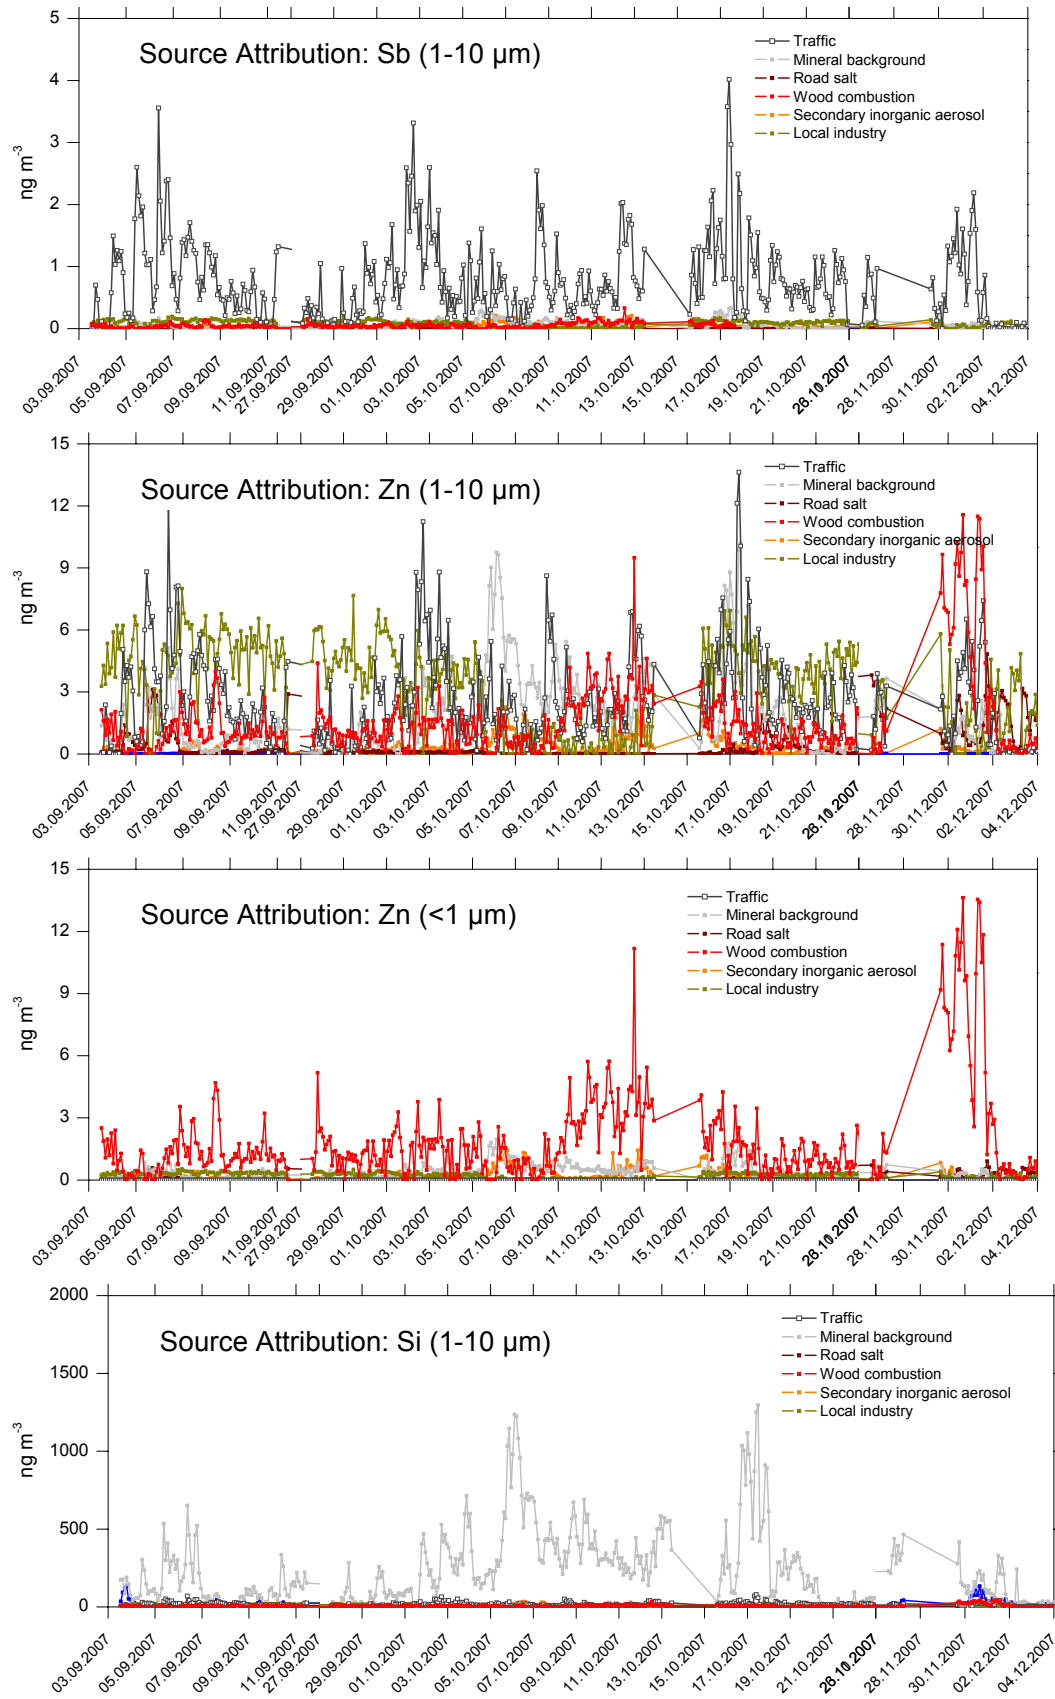 Source Attribution: Sb (1-10 µm)
Traffic
Mineral background
Road salt
Wood combustion
Secondary inorganic aerosol
Local industry
5
4
3
2
1
0
ng m-3
03.09.2007 05.09.2007 07.09.2007 09.09.2007 11.09.2007 27.09.2007 29.09.2007 01.10.2007 03.10.2007 05.10.2007 07.10.2007 09.10.2007 11.10.2007 13.10.2007 15.10.2007 17.10.2007 19.10.2007 21.10.2007 28.11.2007 30.11.2007 02.12.2007 04.12.2007
Source Attribution: Zn (1-10 µm)
Traffic
Mineral background
Road salt
Wood combustion
Secondary inorganic aerosol
Local industry
15
12
9
6
3
0
ng m-3
03.09.2007 05.09.2007 07.09.2007 09.09.2007 11.09.2007 27.09.2007 29.09.2007 01.10.2007 03.10.2007 05.10.2007 07.10.2007 09.10.2007 11.10.2007 13.10.2007 15.10.2007 17.10.2007 19.10.2007 21.10.2007 28.11.2007 30.11.2007 02.12.2007 04.12.2007
Source Attribution: Zn (<1 µm)
Traffic
Mineral background
Road salt
Wood combustion
Secondary inorganic aerosol
Local industry
15
12
9
6
3
0
ng m-3
03.09.2007 05.09.2007 07.09.2007 09.09.2007 11.09.2007 27.09.2007 29.09.2007 01.10.2007 03.10.2007 05.10.2007 07.10.2007 09.10.2007 11.10.2007 13.10.2007 15.10.2007 17.10.2007 19.10.2007 21.10.2007 28.11.2007 30.11.2007 02.12.2007 04.12.2007
Source Attribution: Si (1-10 µm)
Traffic
Mineral background
Road salt
Wood combustion
Secondary inorganic aerosol
Local industry
2000
1500
1000
500
0
ng m-3
03.09.2007 05.09.2007 07.09.2007 09.09.2007 11.09.2007 27.09.2007 29.09.2007 01.10.2007 03.10.2007 05.10.2007 07.10.2007 09.10.2007 11.10.2007 13.10.2007 15.10.2007 17.10.2007 19.10.2007 21.10.2007 28.11.2007 30.11.2007 02.12.2007 04.12.2007